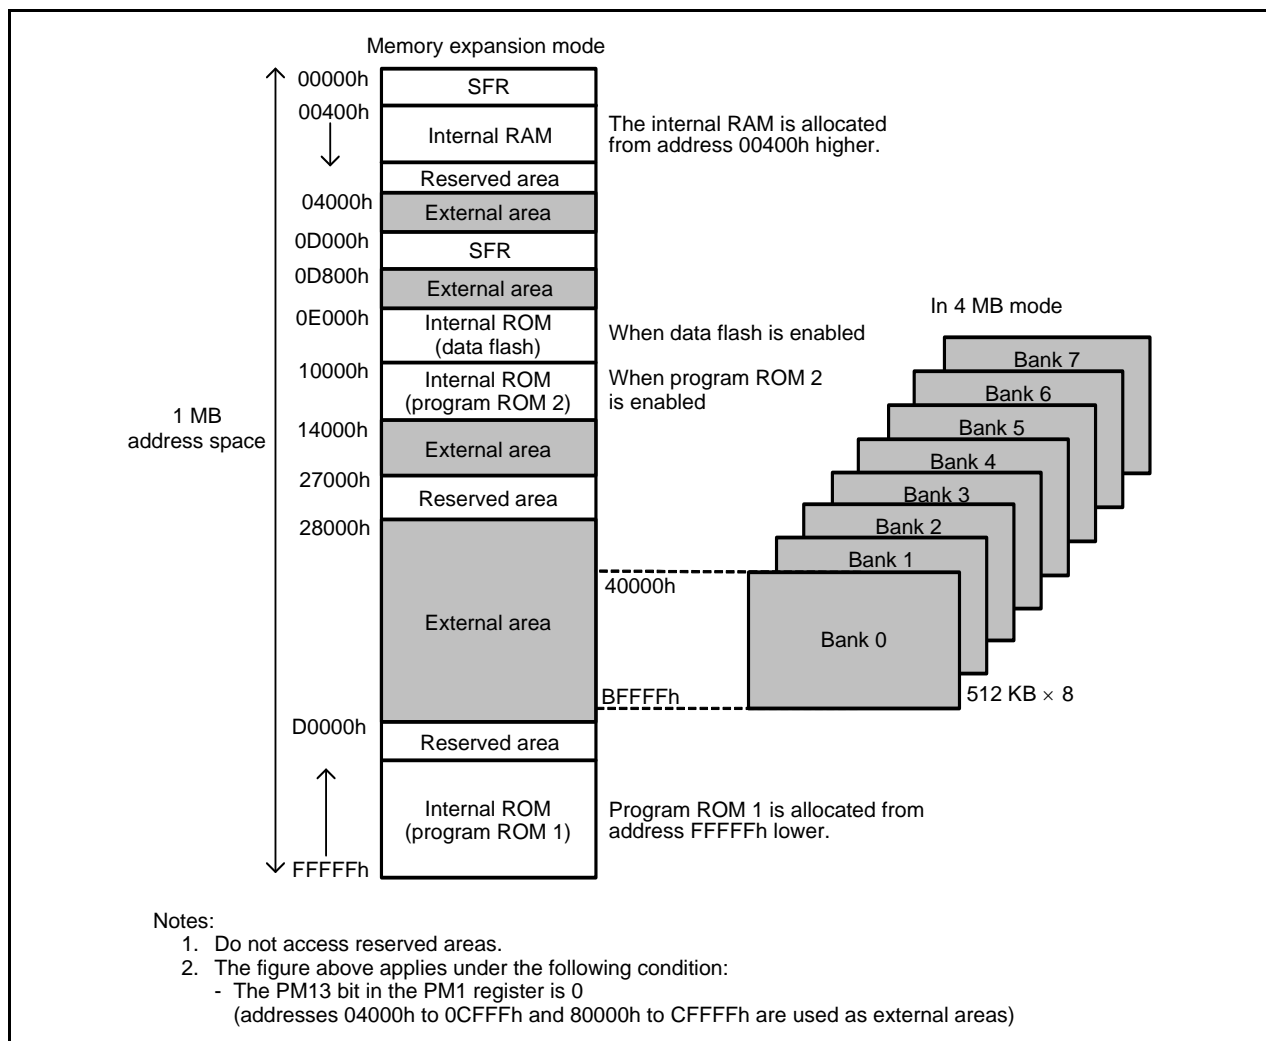 Memory expansion mode
00000h
SFR
00400h
Internal RAM
The internal RAM is allocated
from address 00400h higher.
Reserved area
04000h
External area
0D000h
SFR
0D800h
External area
0E000h
Internal ROM
(data flash)
When data flash is enabled
10000h
Internal ROM
(program ROM 2)
When program ROM 2
is enabled
14000h
External area
27000h
Reserved area
28000h
External area
1 MB
address space
40000h
BFFFFh
D0000h
Reserved area
Internal ROM
(program ROM 1)
Program ROM 1 is allocated from
address FFFFFh lower.
FFFFFh
In 4 MB mode
Bank 7
Bank 6
Bank 5
Bank 4
Bank 3
Bank 2
Bank 1
Bank 0
512 KB × 8
Notes:
1. Do not access reserved areas.
2. The figure above applies under the following condition:
- The PM13 bit in the PM1 register is 0
(addresses 04000h to 0CFFFh and 80000h to CFFFFh are used as external areas)